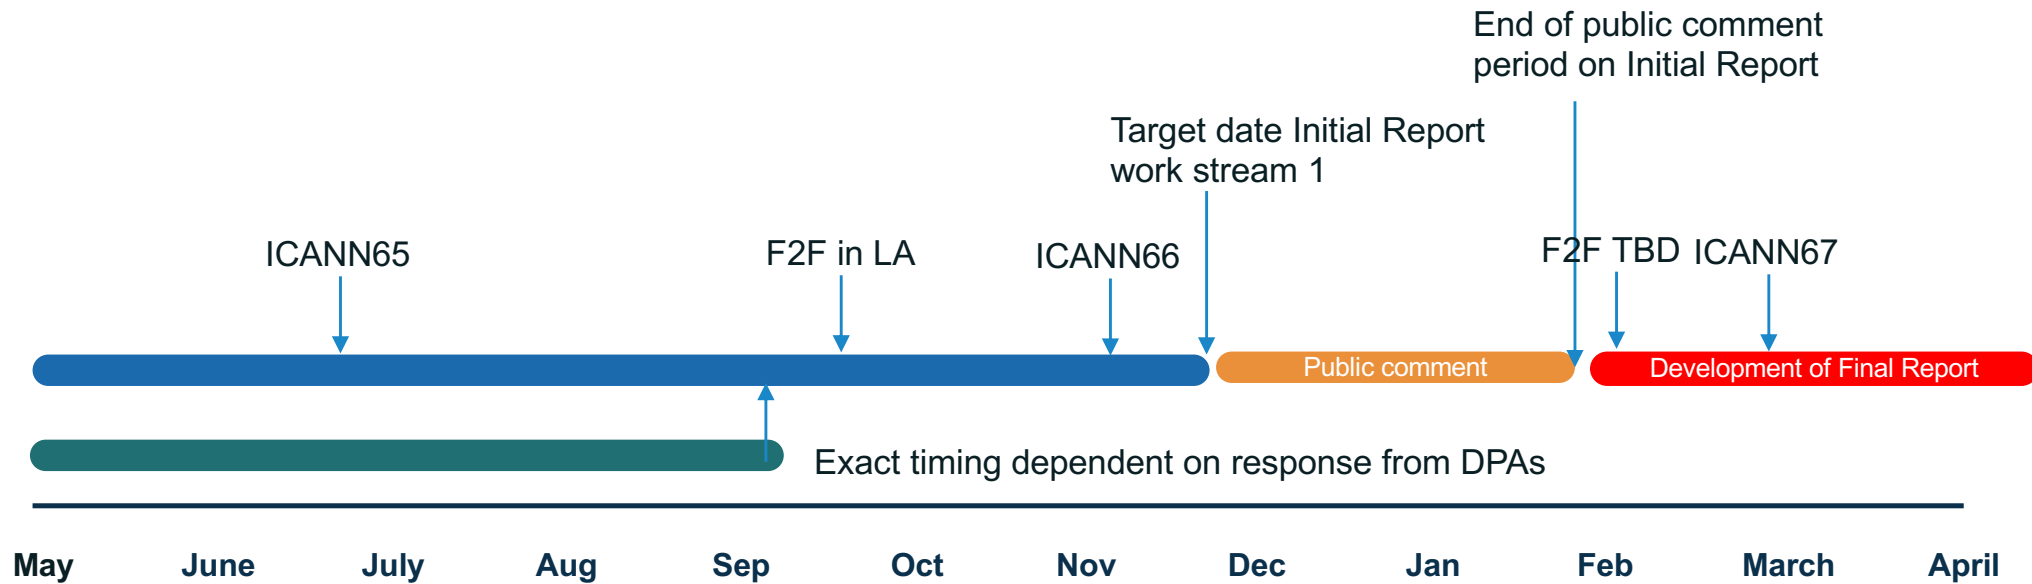 End of public comment
period on Initial Report
Target date Initial Report
work stream 1
ICANN65
F2F in LA
ICANN66
F2F TBD
ICANN67
Public comment
Development of Final Report
Exact timing dependent on response from DPAs
May June July Aug Sep Oct Nov Dec Jan Feb March April